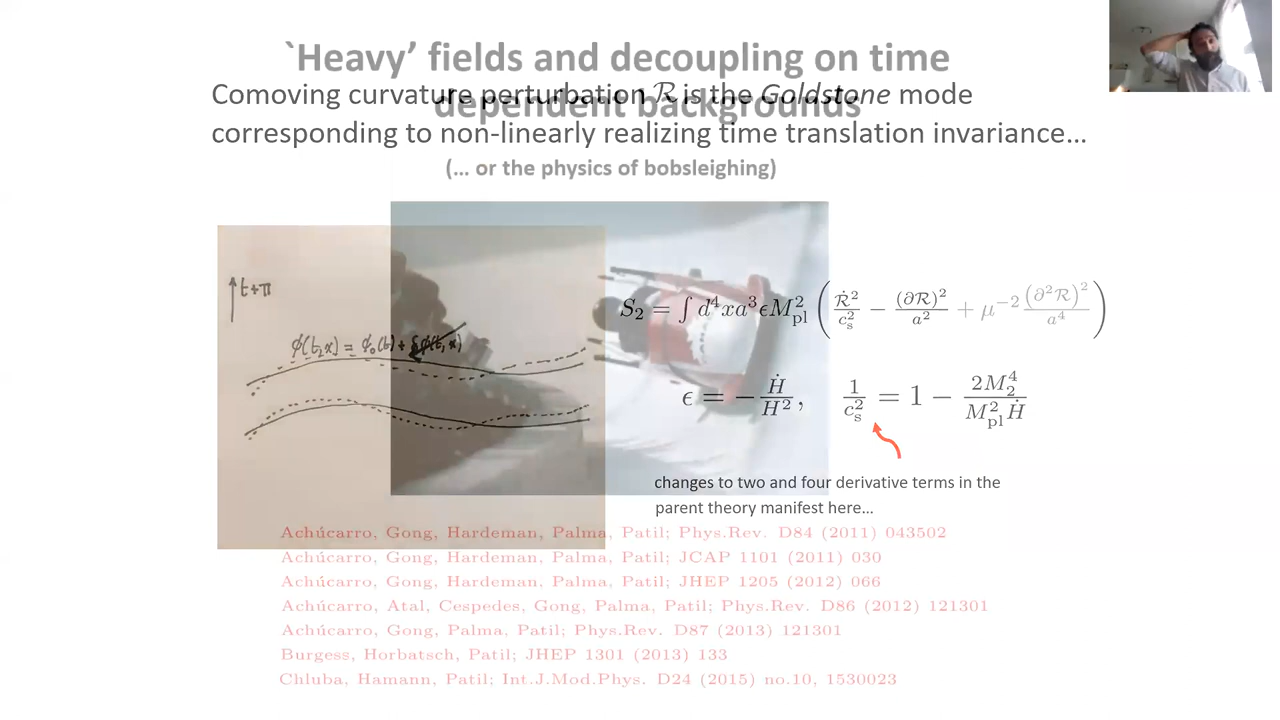 `Heavy’ fields and decoupling on time
dependent backgrounds
Comoving curvature perturbation ℛ is the Goldstone mode
corresponding to non-linearly realizing time translation invariance…
(… or the physics of bobsleighing)
t+π
ϕ(t,x) = ϕ₀(t) + δϕ(t,x)
S₂ = ∫ d⁴x a³ ϵ M²pl ( ℛ̇²/cₛ² − (∂ℛ)²/a² + μ⁻² (∂²ℛ)²/a⁴ )
ϵ = −Ḣ/H², 1/cₛ² = 1 − 2M₂⁴/(M²pl Ḣ)
changes to two and four derivative terms in the
parent theory manifest here…
Achúcarro, Gong, Hardeman, Palma, Patil; Phys.Rev. D84 (2011) 043502
Achúcarro, Gong, Hardeman, Palma, Patil; JCAP 1101 (2011) 030
Achúcarro, Gong, Hardeman, Palma, Patil; JHEP 1205 (2012) 066
Achúcarro, Atal, Cespedes, Gong, Palma, Patil; Phys.Rev. D86 (2012) 121301
Achúcarro, Gong, Palma, Patil; Phys.Rev. D87 (2013) 121301
Burgess, Horbatsch, Patil; JHEP 1301 (2013) 133
Chluba, Hamann, Patil; Int.J.Mod.Phys. D24 (2015) no.10, 1530023